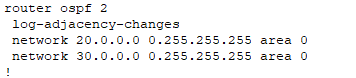 router ospf 2
 log-adjacency-changes
 network 20.0.0.0 0.255.255.255 area 0
 network 30.0.0.0 0.255.255.255 area 0
!